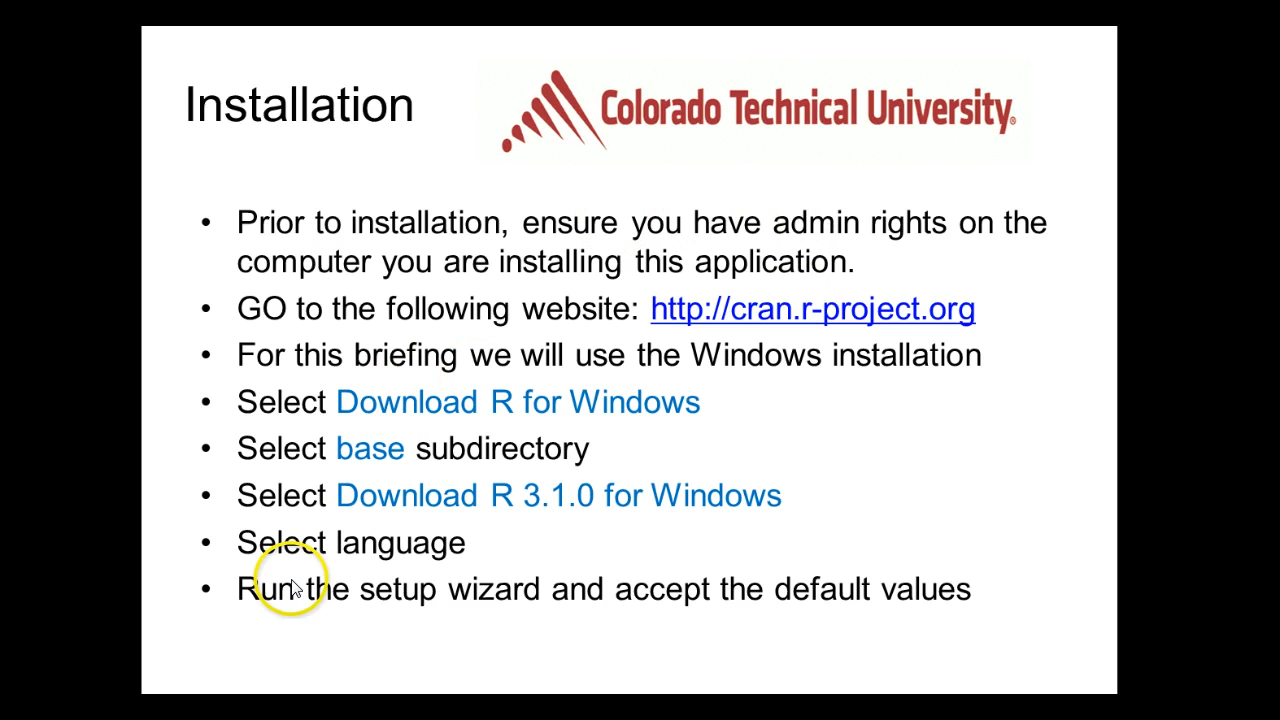 Installation
Colorado Technical University®
• Prior to installation, ensure you have admin rights on the
computer you are installing this application.
• GO to the following website: http://cran.r-project.org
• For this briefing we will use the Windows installation
• Select Download R for Windows
• Select base subdirectory
• Select Download R 3.1.0 for Windows
• Select language
• Run the setup wizard and accept the default values